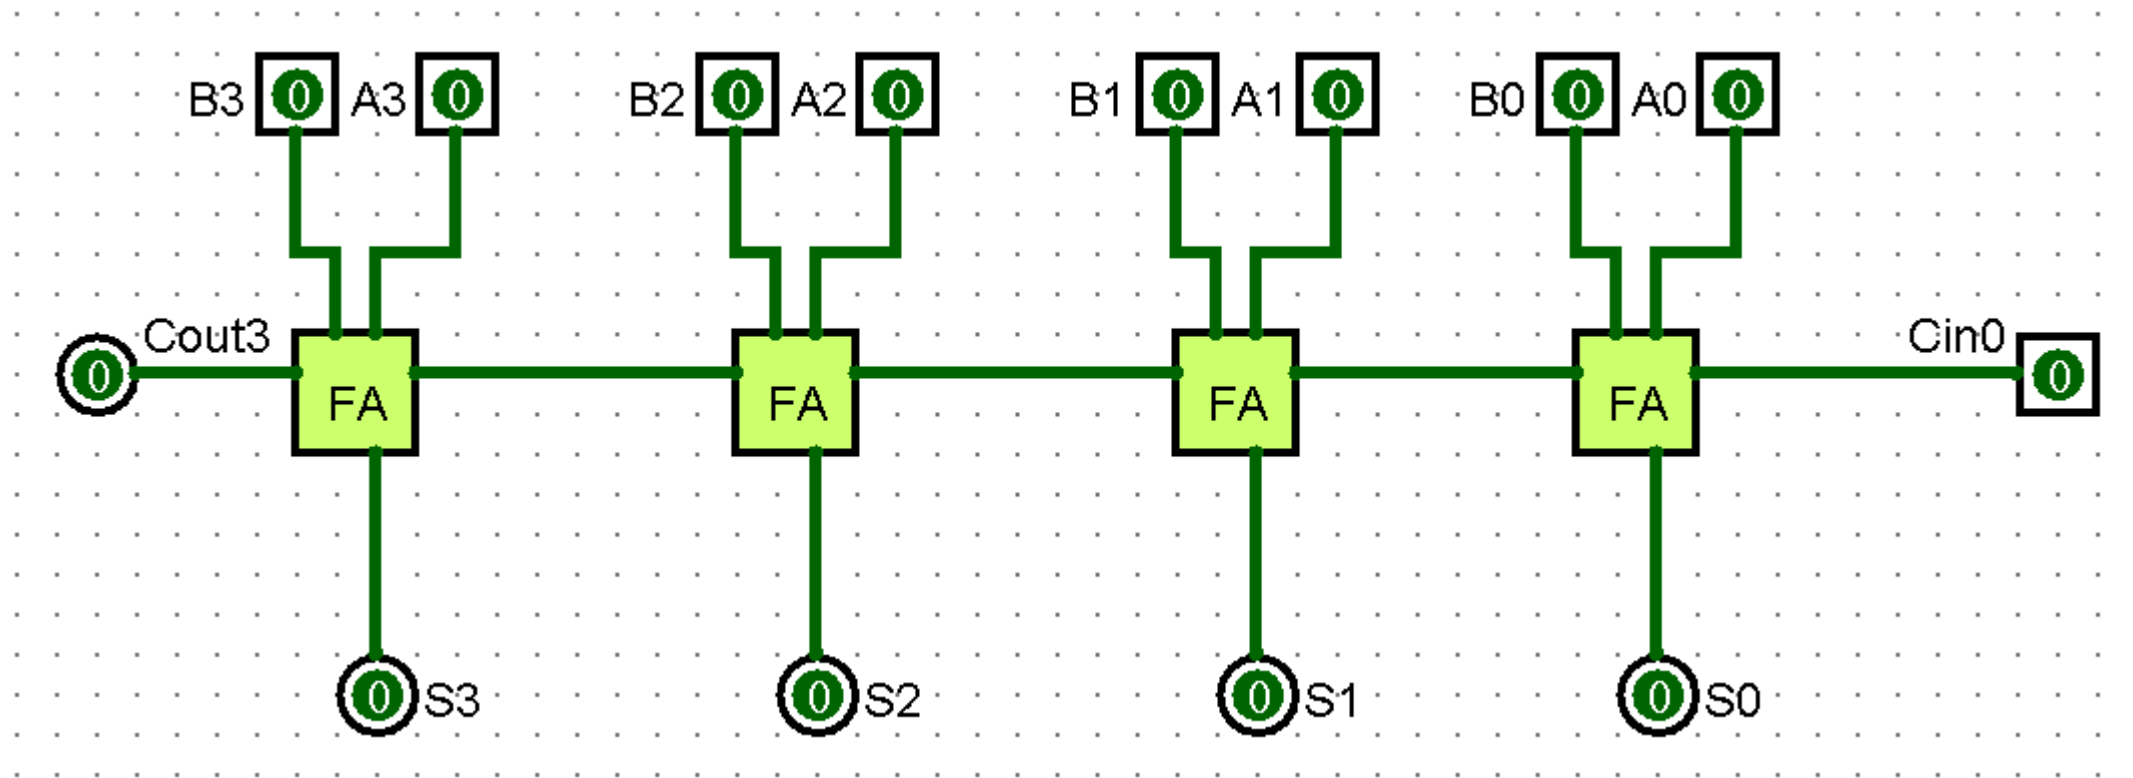 B3 0 A3 0 B2 0 A2 0 B1 0 A1 0 B0 0 A0 0
Cout3 Cin0
0 FA FA FA FA 0
0 S3 0 S2 0 S1 0 S0